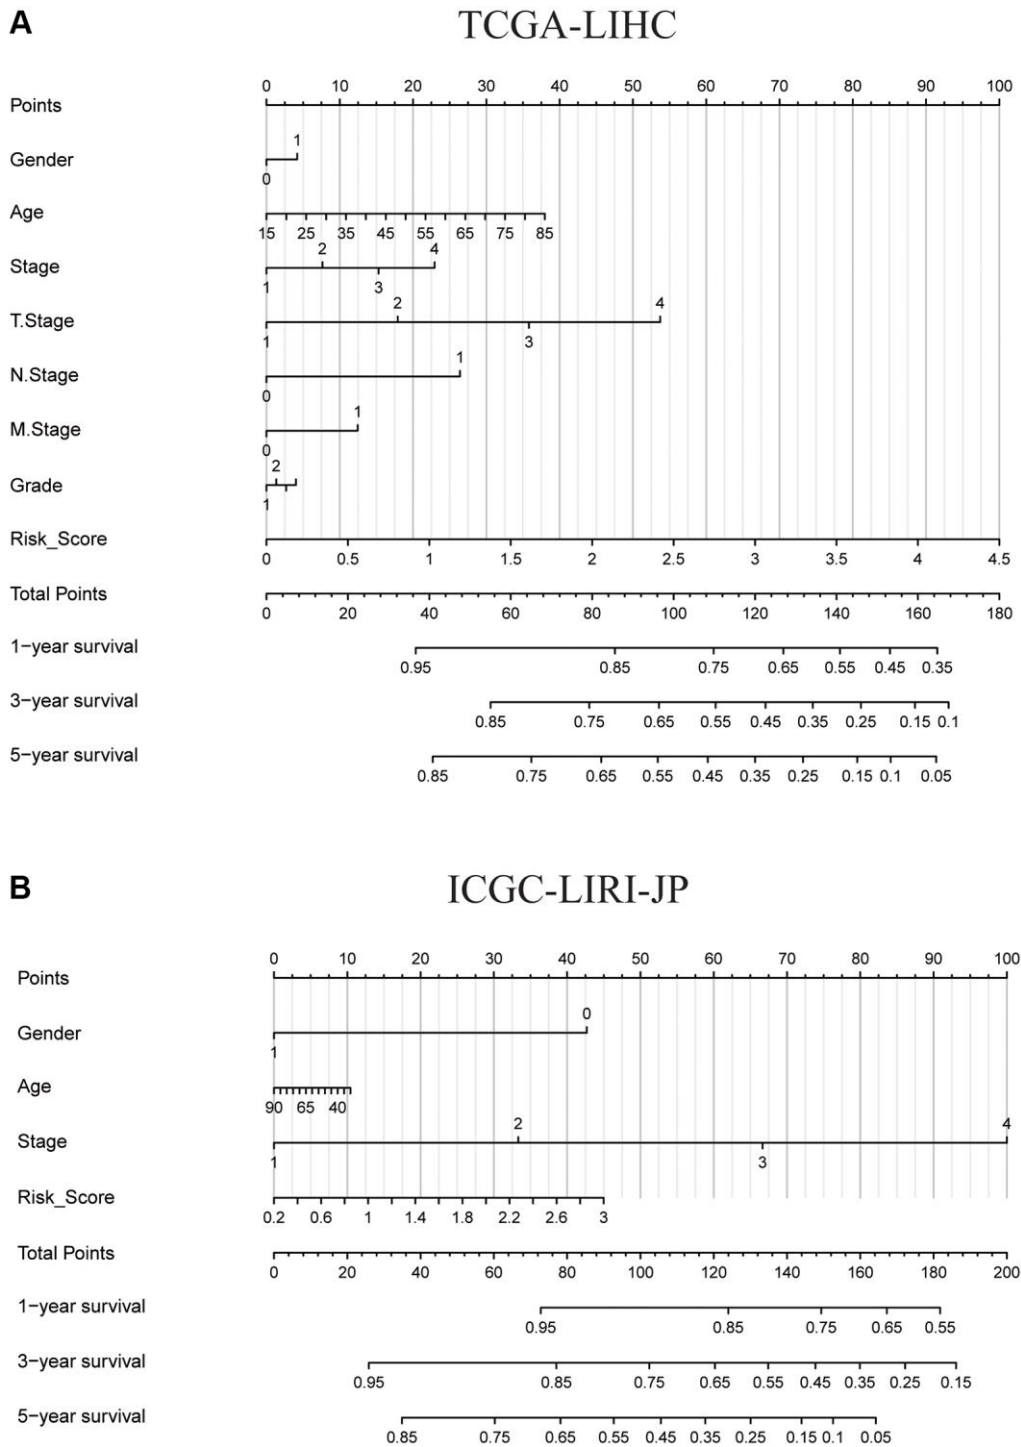 A
TCGA-LIHC
0 10 20 30 40 50 60 70 80 90 100
Points
1
Gender
0
Age
15 25 35 45 55 65 75 85
2 4
Stage
1 3
2 4
T.Stage
1 3
1
N.Stage
0
1
M.Stage
0
2
Grade
1
Risk_Score
0 0.5 1 1.5 2 2.5 3 3.5 4 4.5
Total Points
0 20 40 60 80 100 120 140 160 180
1−year survival
0.95 0.85 0.75 0.65 0.55 0.45 0.35
3−year survival
0.85 0.75 0.65 0.55 0.45 0.35 0.25 0.15 0.1
5−year survival
0.85 0.75 0.65 0.55 0.45 0.35 0.25 0.15 0.1 0.05
B
ICGC-LIRI-JP
0 10 20 30 40 50 60 70 80 90 100
Points
0
Gender
1
Age
90 65 40
2 4
Stage
1 3
Risk_Score
0.2 0.6 1 1.4 1.8 2.2 2.6 3
Total Points
0 20 40 60 80 100 120 140 160 180 200
1−year survival
0.95 0.85 0.75 0.65 0.55
3−year survival
0.95 0.85 0.75 0.65 0.55 0.45 0.35 0.25 0.15
5−year survival
0.85 0.75 0.65 0.55 0.45 0.35 0.25 0.15 0.1 0.05